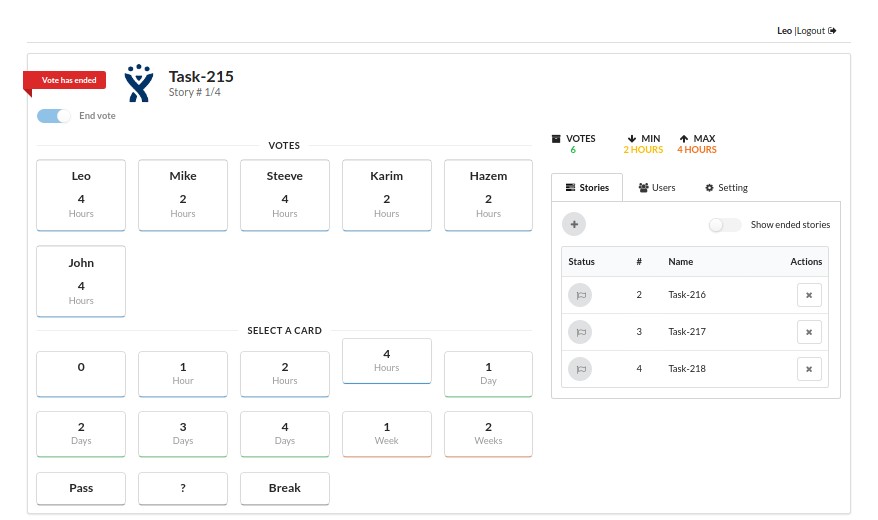 Leo |Logout
Vote has ended
Task-215
Story # 1/4
End vote
VOTES
Leo
4
Hours
Mike
2
Hours
Steeve
4
Hours
Karim
2
Hours
Hazem
2
Hours
John
4
Hours
SELECT A CARD
0
1
Hour
2
Hours
4
Hours
1
Day
2
Days
3
Days
4
Days
1
Week
2
Weeks
Pass
?
Break
VOTES
6
MIN
2 HOURS
MAX
4 HOURS
Stories Users Setting
Show ended stories
Status # Name Actions
2 Task-216
3 Task-217
4 Task-218